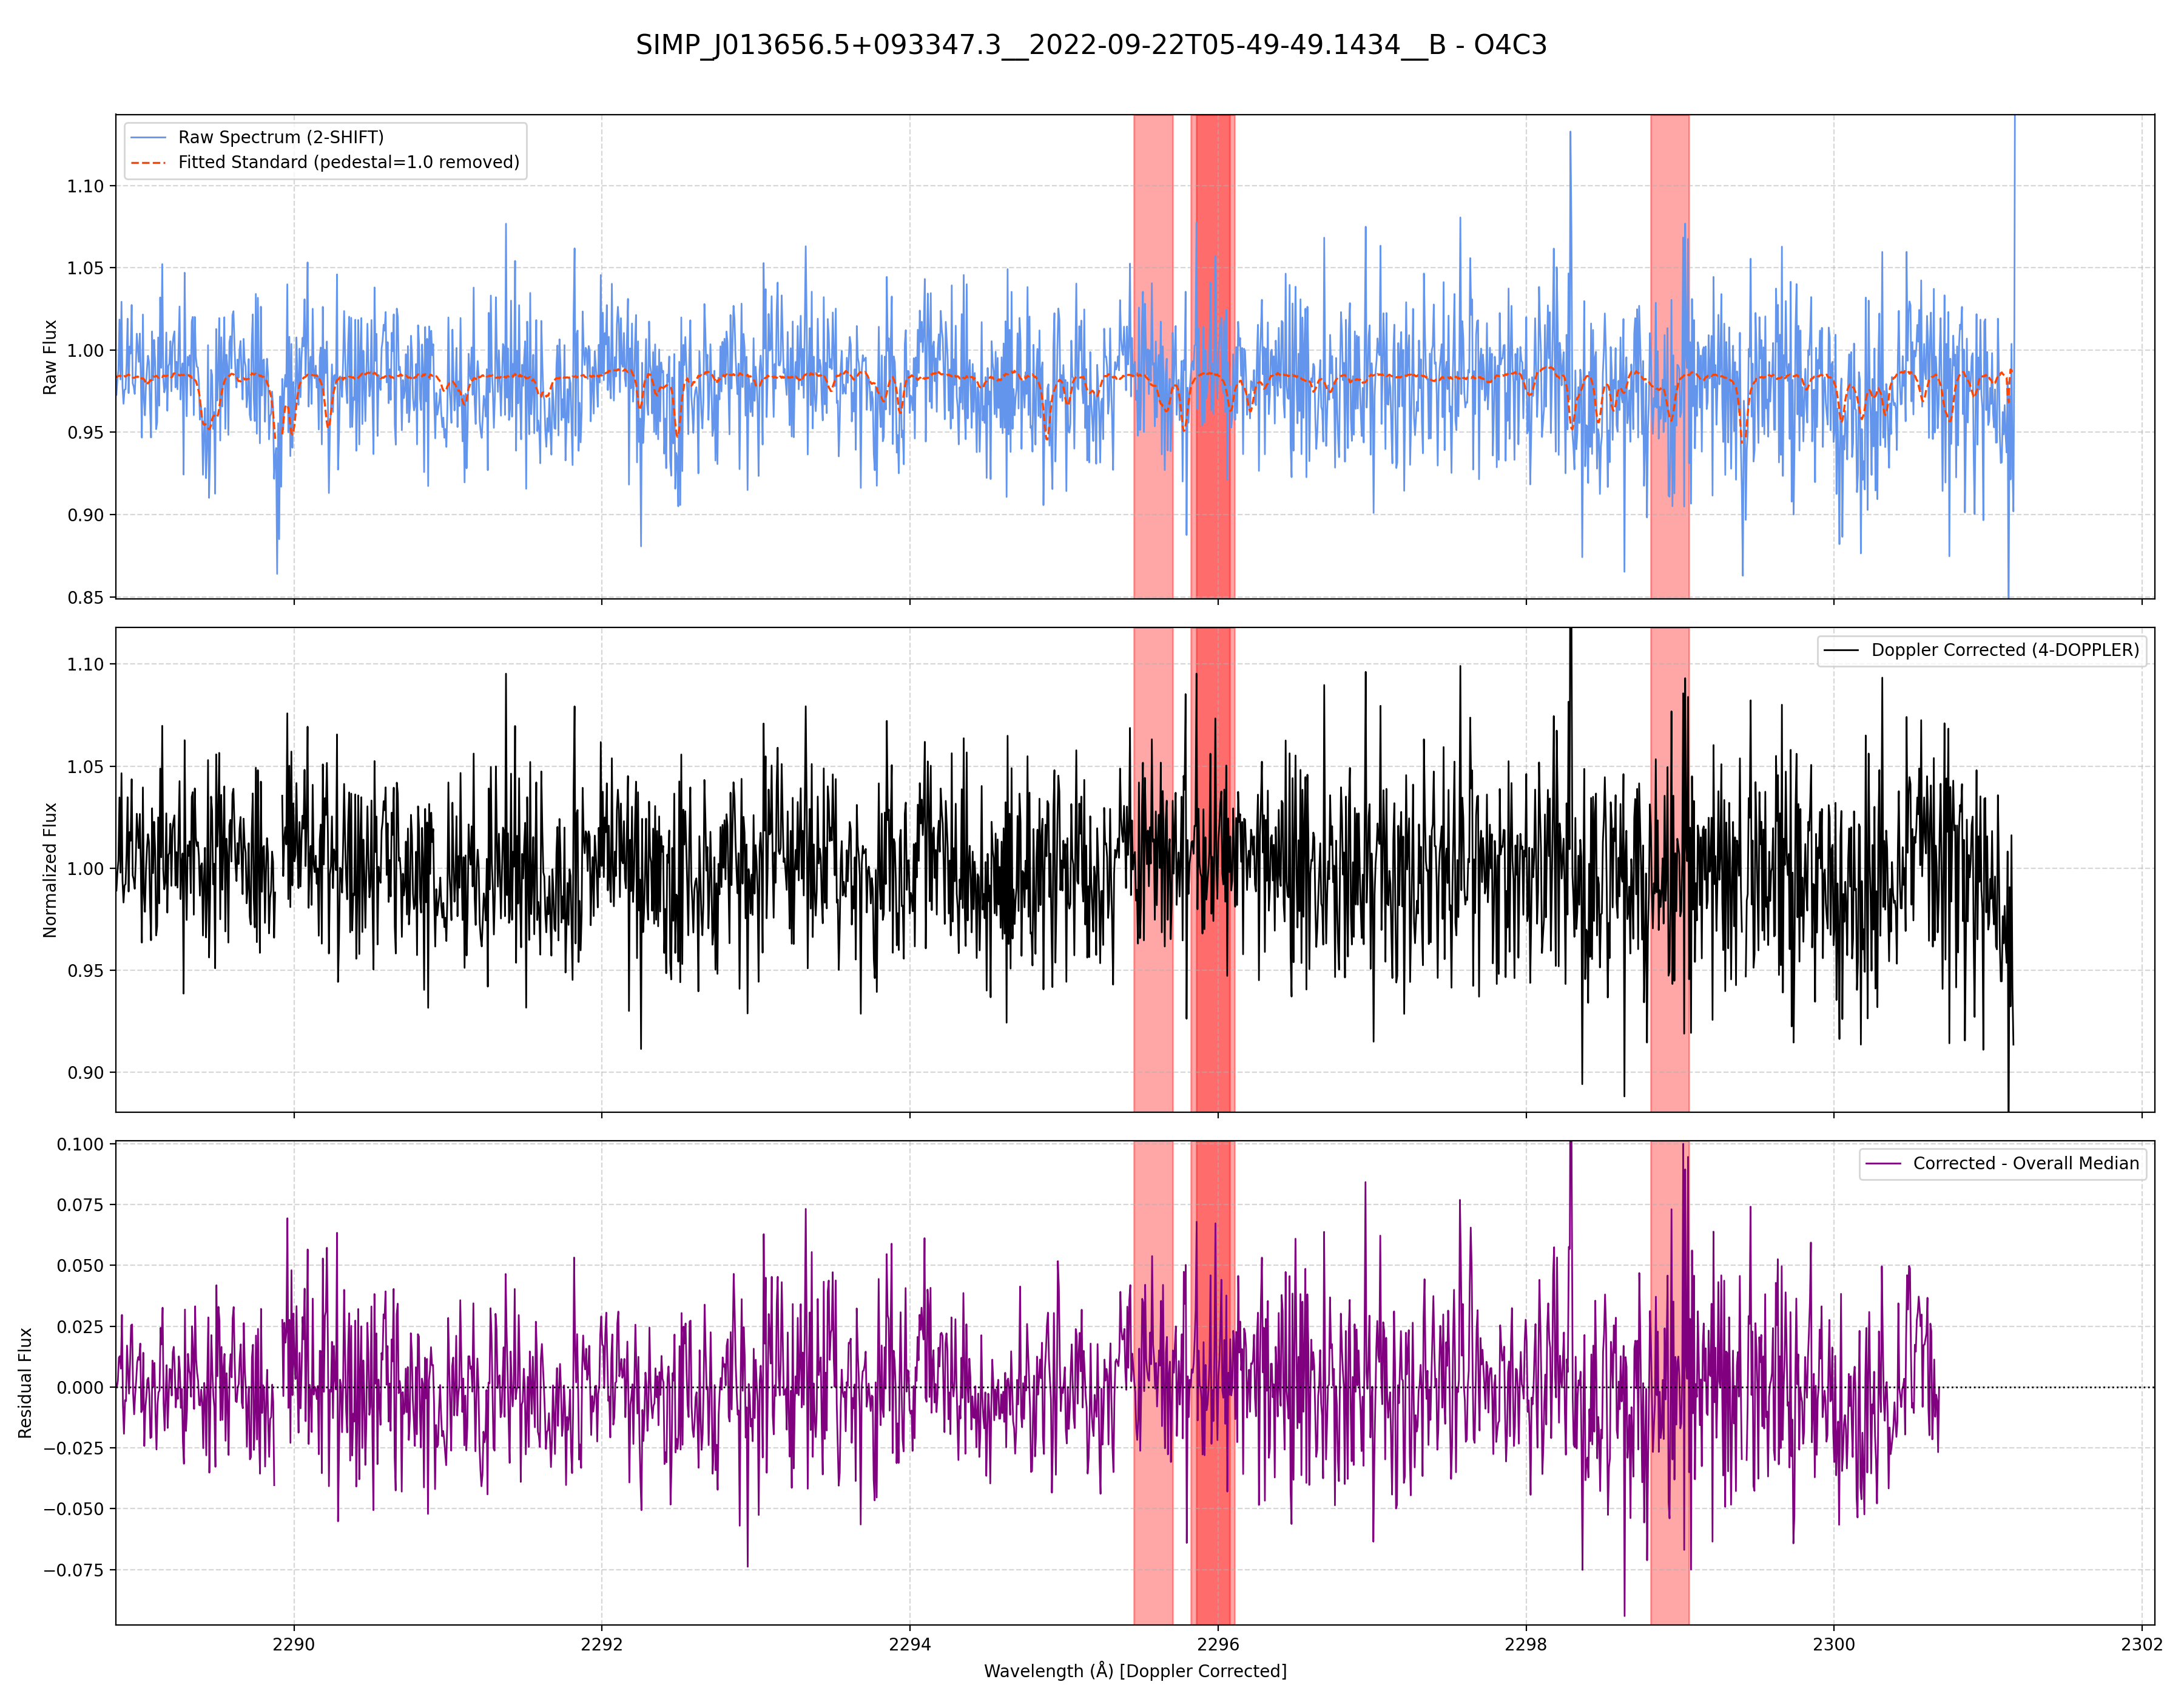 SIMP_J013656.5+093347.3__2022-09-22T05-49-49.1434__B - O4C3
Raw Spectrum (2-SHIFT)
Fitted Standard (pedestal=1.0 removed)
Raw Flux
1.10
1.05
1.00
0.95
0.90
0.85
Doppler Corrected (4-DOPPLER)
Normalized Flux
1.10
1.05
1.00
0.95
0.90
Corrected - Overall Median
Residual Flux
0.100
0.075
0.050
0.025
0.000
−0.025
−0.050
−0.075
2290 2292 2294 2296 2298 2300 2302
Wavelength (Å) [Doppler Corrected]